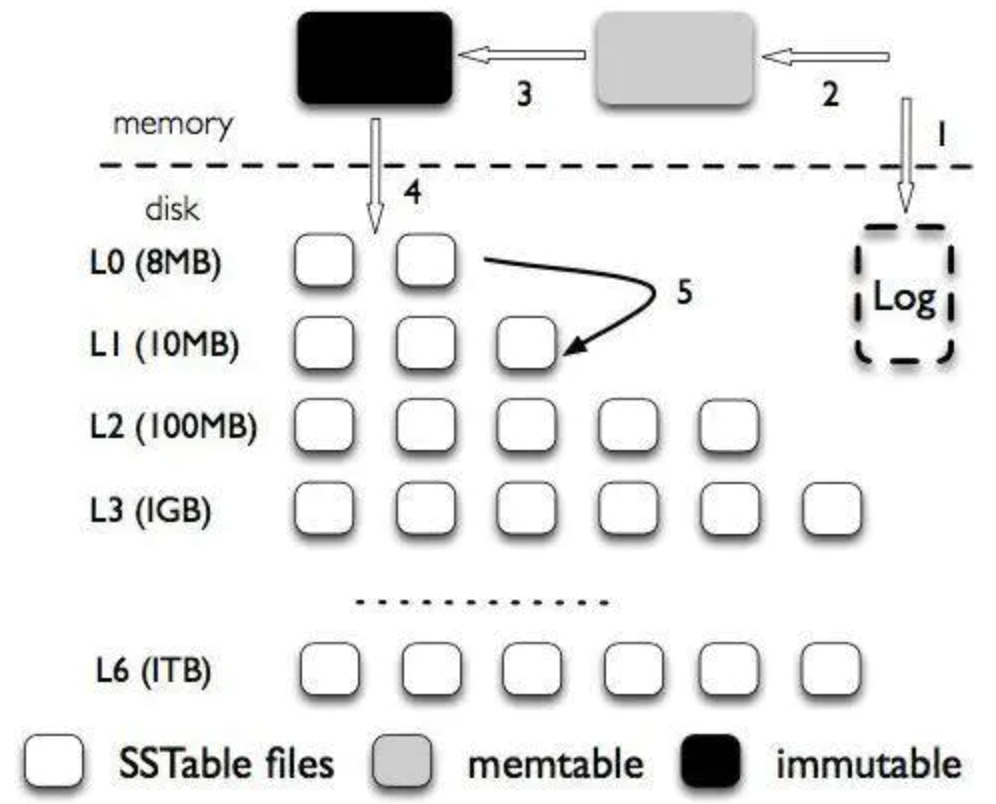 3
2
memory
1
4
disk
L0 (8MB)
5
Log
L1 (10MB)
L2 (100MB)
L3 (1GB)
L6 (1TB)
SSTable files
memtable
immutable